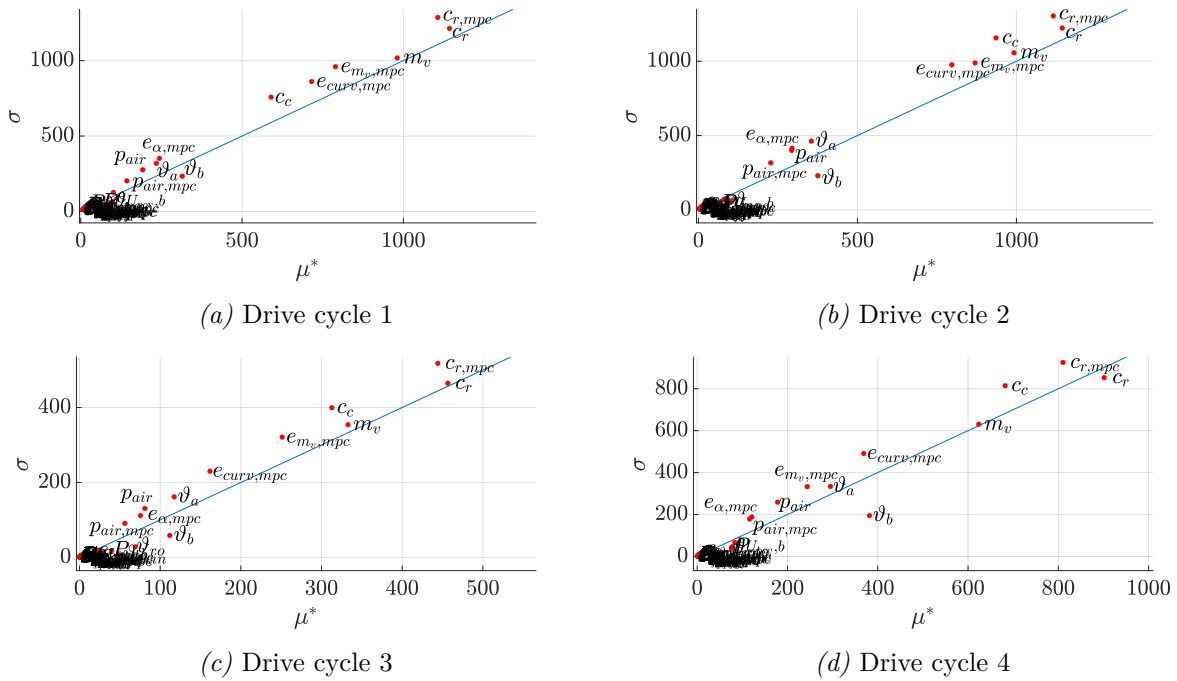 c_{r,mpc}
c_r
m_v
e_{m_v,mpc}
e_{curv,mpc}
c_c
e_{α,mpc}
p_{air}
ϑ_a
ϑ_b
p_{air,mpc}
1000
500
0
σ
0 500 1000
μ*
(a) Drive cycle 1
c_{r,mpc}
c_r
c_c
m_v
e_{m_v,mpc}
e_{curv,mpc}
e_{α,mpc}
ϑ_a
p_{air}
p_{air,mpc}
ϑ_b
1000
500
0
σ
0 500 1000
μ*
(b) Drive cycle 2
c_{r,mpc}
c_r
c_c
m_v
e_{m_v,mpc}
e_{curv,mpc}
p_{air}
ϑ_a
e_{α,mpc}
p_{air,mpc}
ϑ_b
400
200
0
σ
0 100 200 300 400 500
μ*
(c) Drive cycle 3
c_{r,mpc}
c_r
c_c
m_v
e_{curv,mpc}
e_{m_v,mpc}
ϑ_a
e_{α,mpc}
p_{air}
ϑ_b
p_{air,mpc}
800
600
400
200
0
σ
0 200 400 600 800 1000
μ*
(d) Drive cycle 4